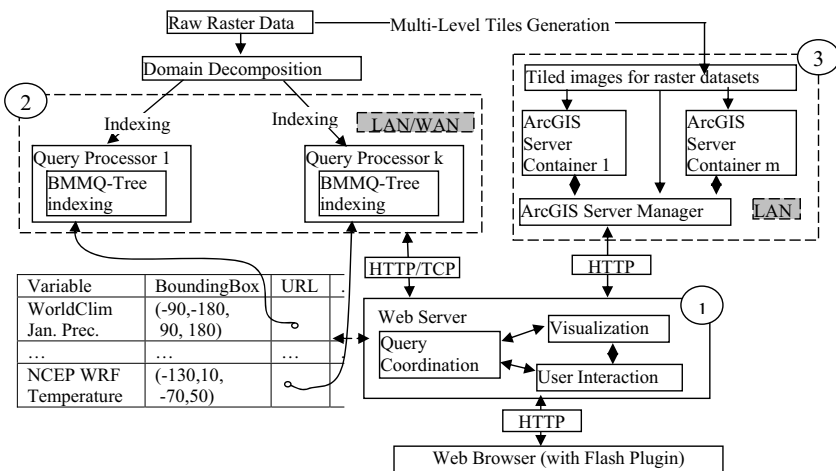 Raw Raster Data
Multi-Level Tiles Generation
Domain Decomposition
3
Tiled images for raster datasets
2
Indexing
Indexing
LAN/WAN
ArcGIS
Server
Container 1
ArcGIS
Server
Container m
Query Processor 1
BMMQ-Tree
indexing
Query Processor k
BMMQ-Tree
indexing
ArcGIS Server Manager
LAN
HTTP/TCP
HTTP
Variable BoundingBox URL .
WorldClim
Jan. Prec.
(-90,-180,
90, 180)
… … … .
NCEP WRF
Temperature
(-130,10,
-70,50)
1
Web Server
Query
Coordination
Visualization
User Interaction
HTTP
Web Browser (with Flash Plugin)